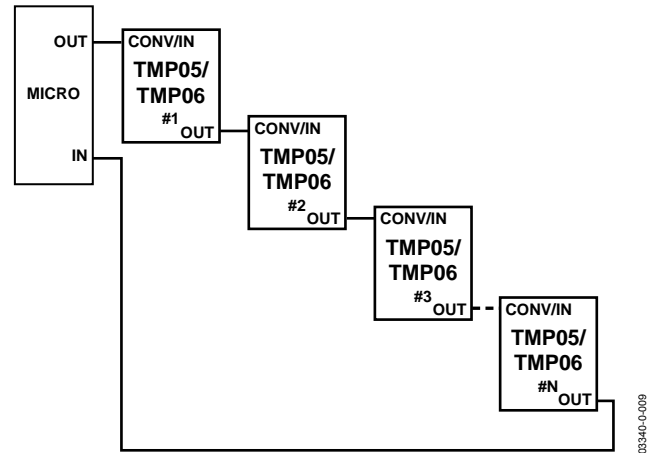 OUT
MICRO
IN
CONV/IN
TMP05/
TMP06
#1
OUT
CONV/IN
TMP05/
TMP06
#2
OUT
CONV/IN
TMP05/
TMP06
#3
OUT
CONV/IN
TMP05/
TMP06
#N
OUT
03340-0-009